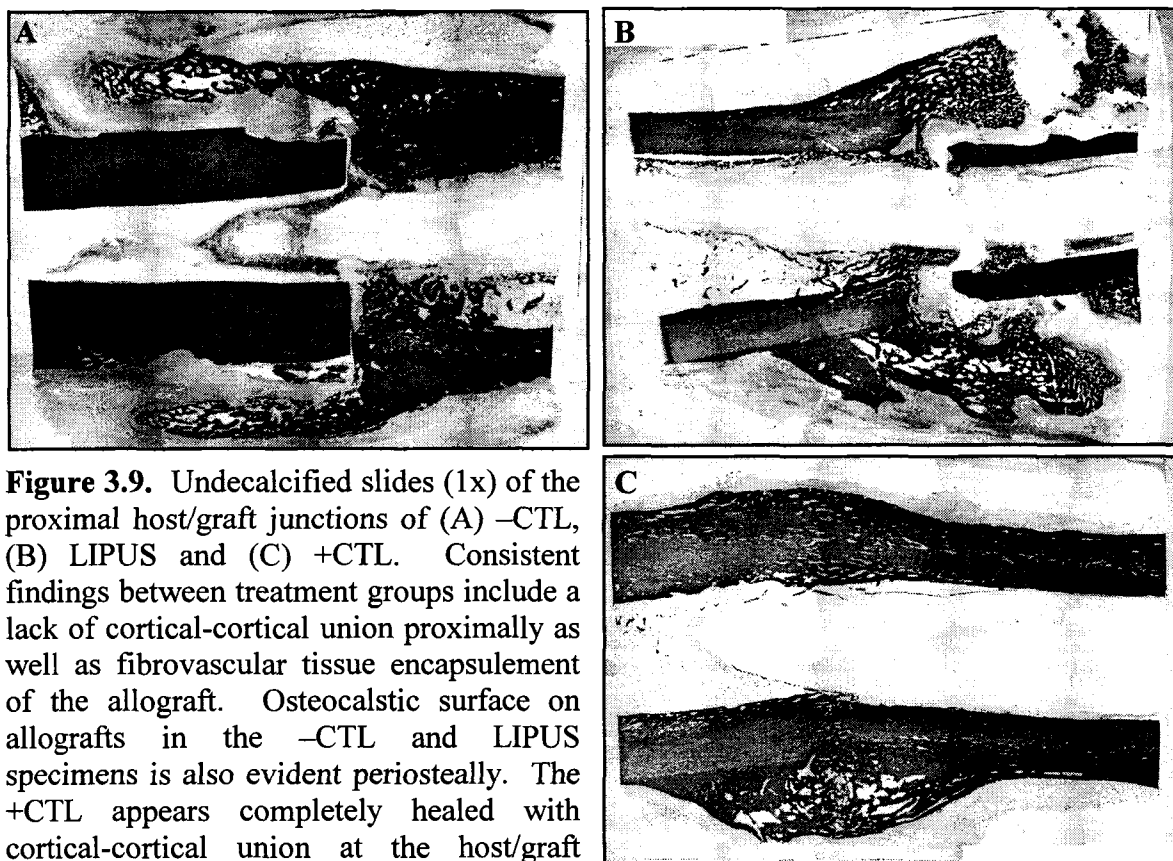 A
B
Figure 3.9. Undecalcified slides (1x) of the
proximal host/graft junctions of (A) –CTL,
(B) LIPUS and (C) +CTL. Consistent
findings between treatment groups include a
lack of cortical-cortical union proximally as
well as fibrovascular tissue encapsulement
of the allograft. Osteocalstic surface on
allografts in the –CTL and LIPUS
specimens is also evident periosteally. The
+CTL appears completely healed with
cortical-cortical union at the host/graft
C